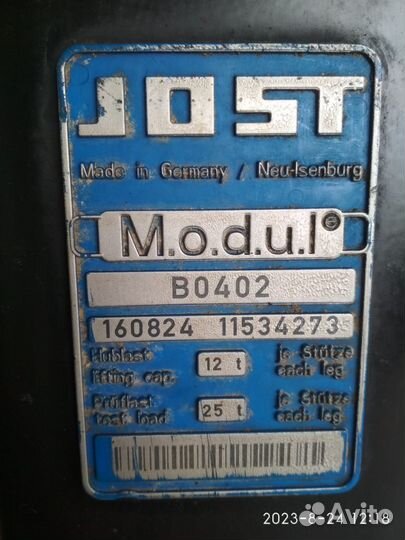 JOST
Made in Germany / Neu-Isenburg
M.o.d.u.l®
B0402
160824 11534273
Hublast 12 t je Stütze
lifting cap. each leg
Prüflast 25 t je Stütze
test load each leg
2023-8-24 12:18
Avito